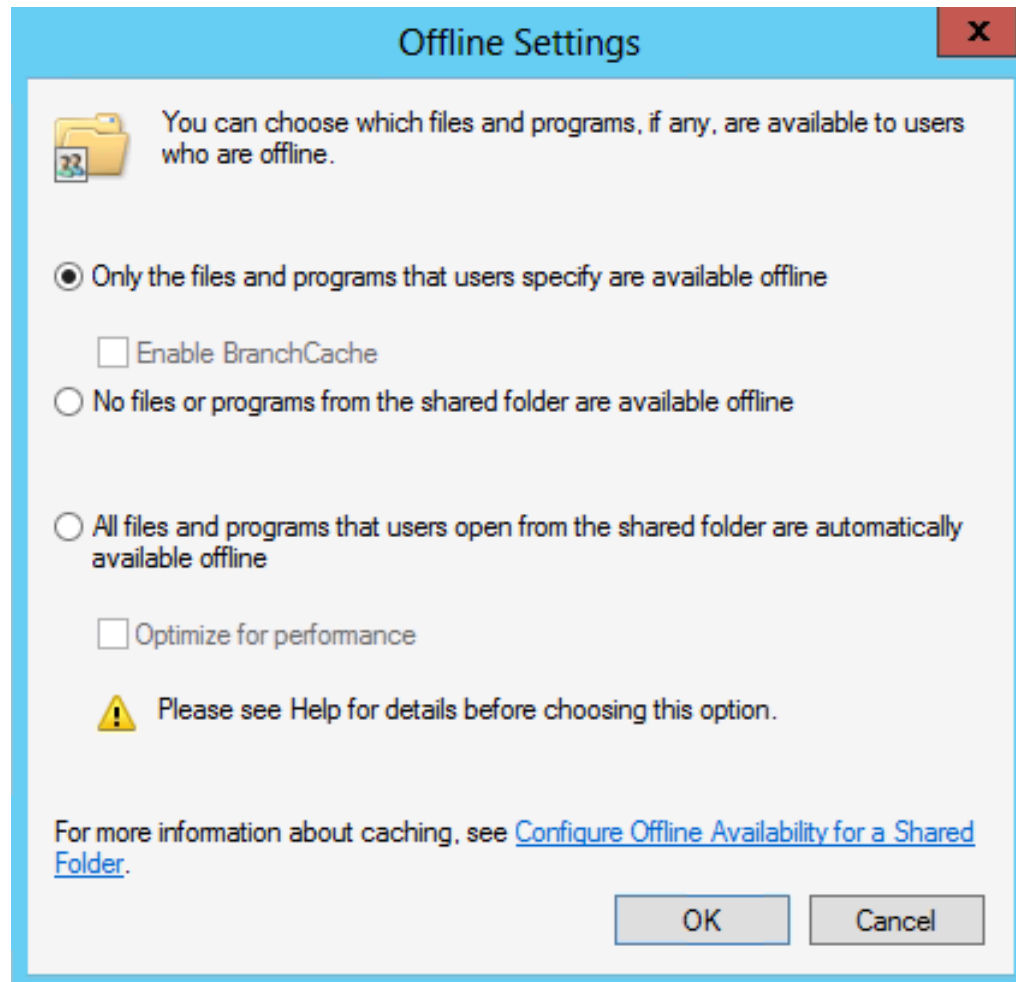 Offline Settings
x
You can choose which files and programs, if any, are available to users
who are offline.
Only the files and programs that users specify are available offline
Enable BranchCache
No files or programs from the shared folder are available offline
All files and programs that users open from the shared folder are automatically
available offline
Optimize for performance
Please see Help for details before choosing this option.
For more information about caching, see Configure Offline Availability for a Shared
Folder.
OK
Cancel